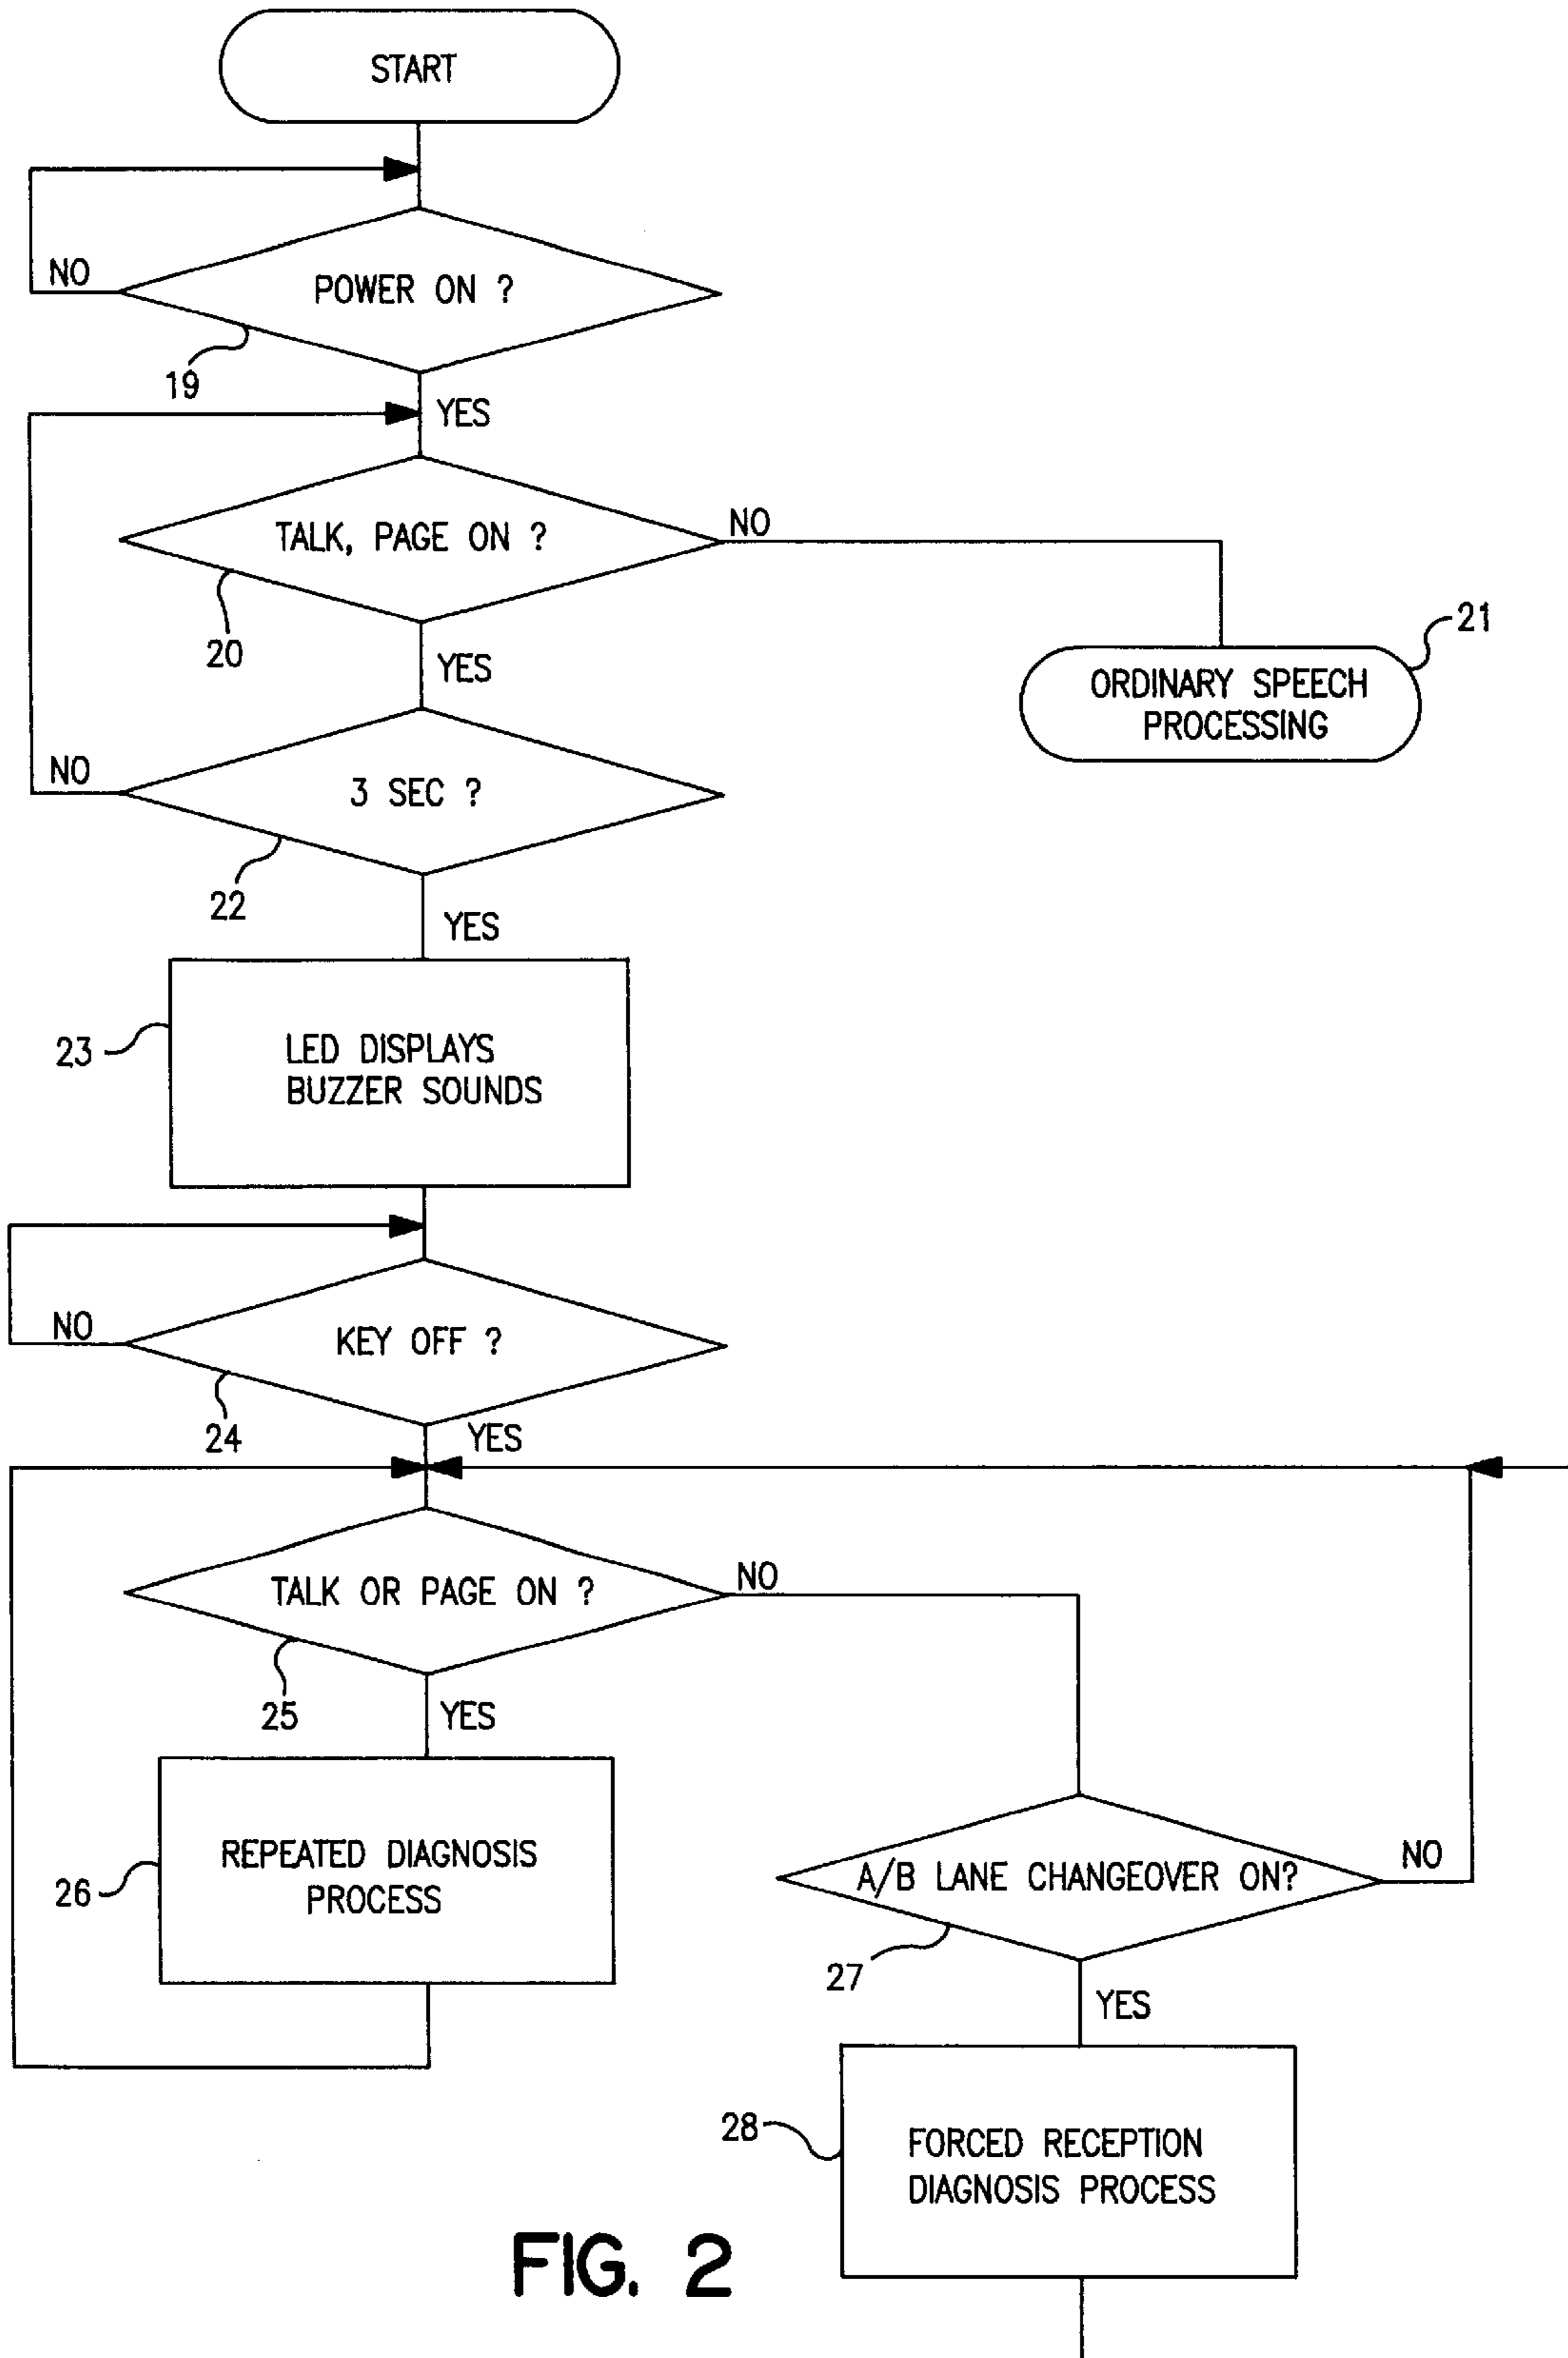 START
NO
POWER ON ?
19
YES
TALK, PAGE ON ?
NO
20
21
YES
ORDINARY SPEECH
PROCESSING
NO
3 SEC ?
22
YES
23
LED DISPLAYS
BUZZER SOUNDS
NO
KEY OFF ?
24
YES
TALK OR PAGE ON ?
NO
25
YES
REPEATED DIAGNOSIS
PROCESS
26
A/B LANE CHANGEOVER ON?
NO
27
YES
28
FORCED RECEPTION
DIAGNOSIS PROCESS
FIG. 2